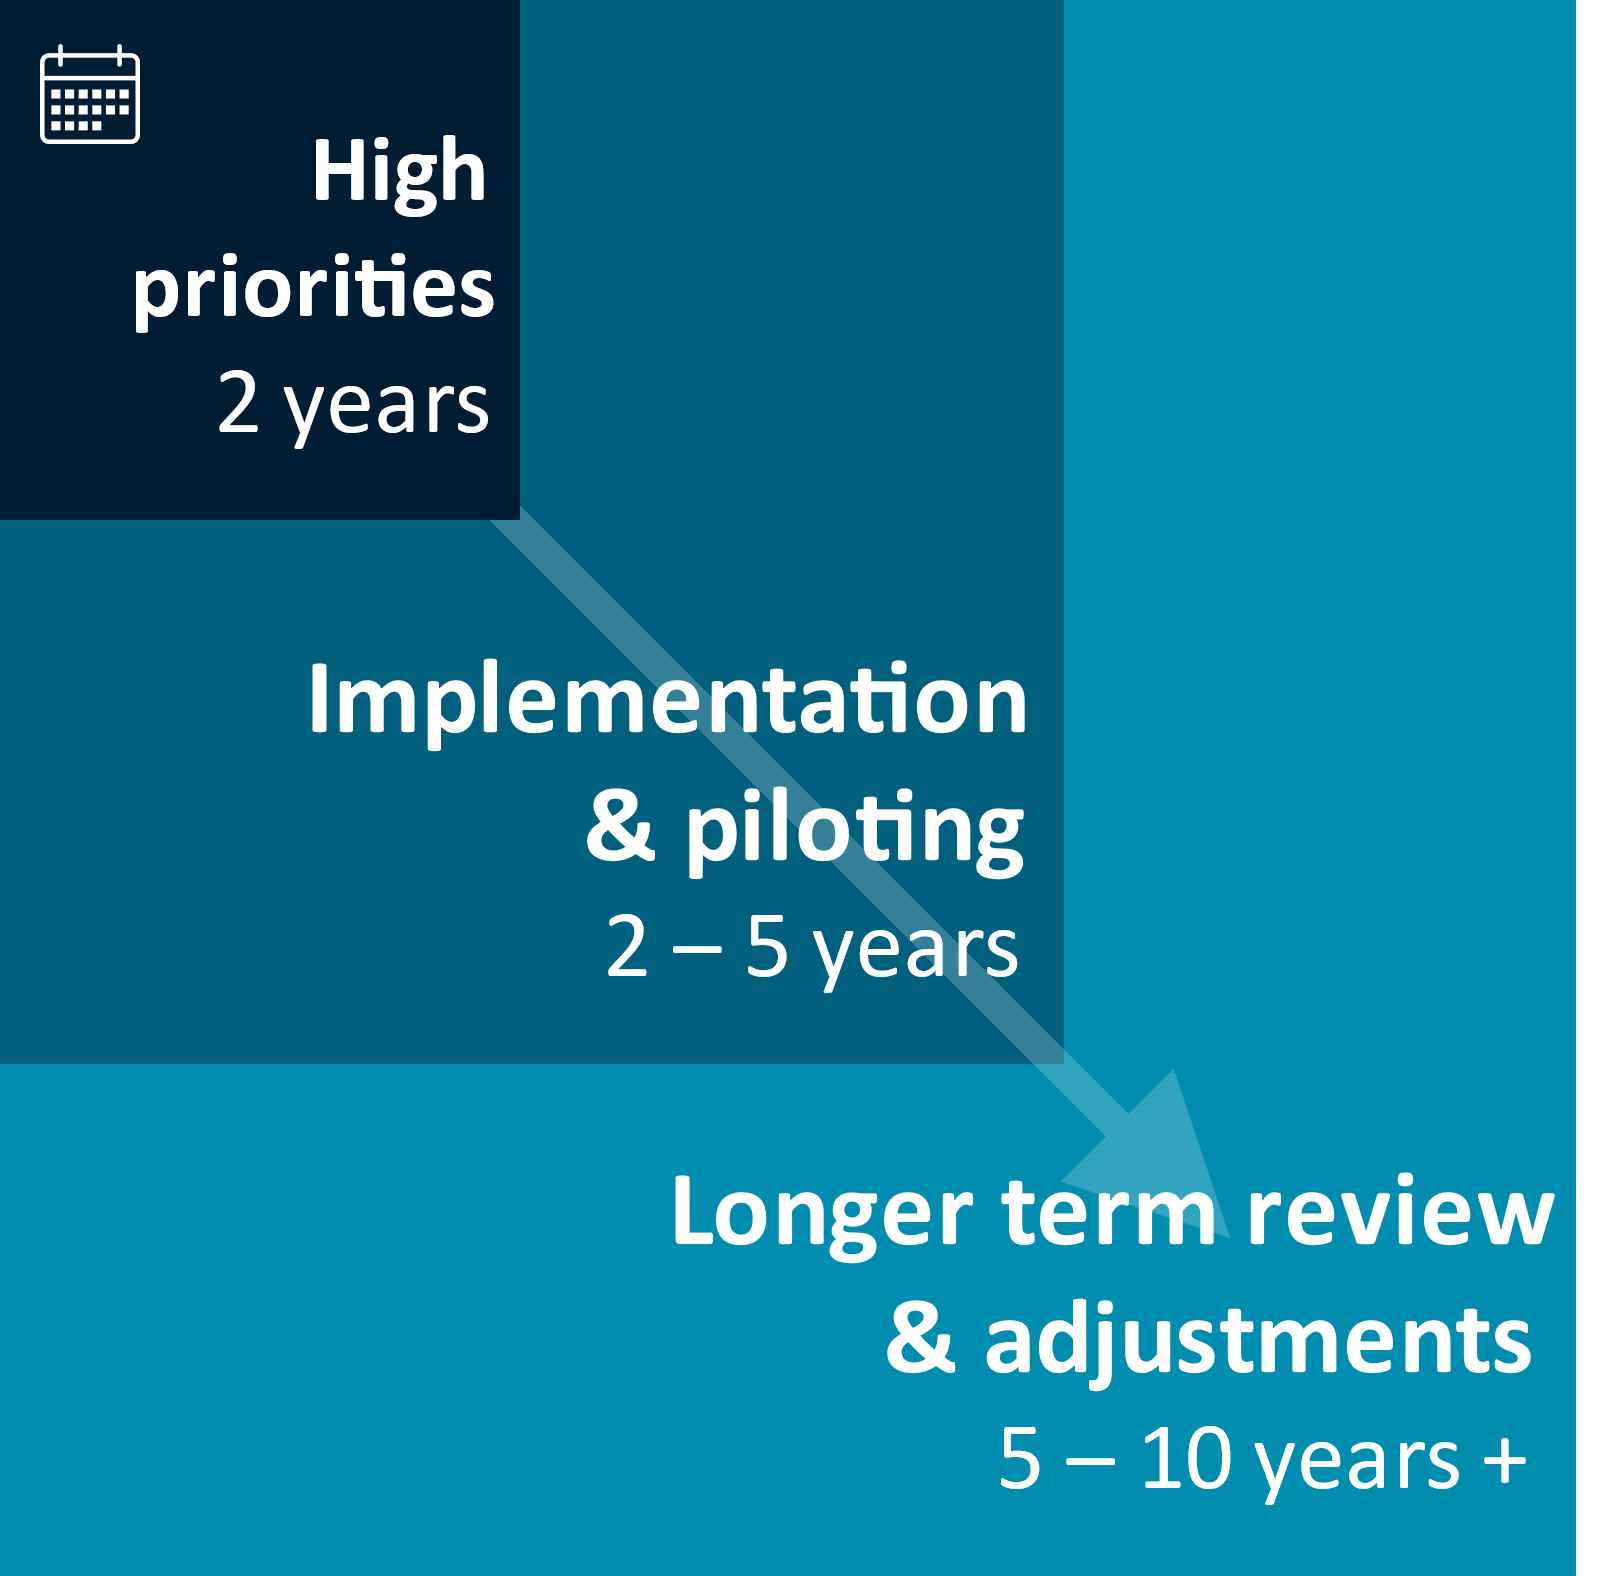 High
priorities
2 years
Implementation
& piloting
2 – 5 years
Longer term review
& adjustments
5 – 10 years +